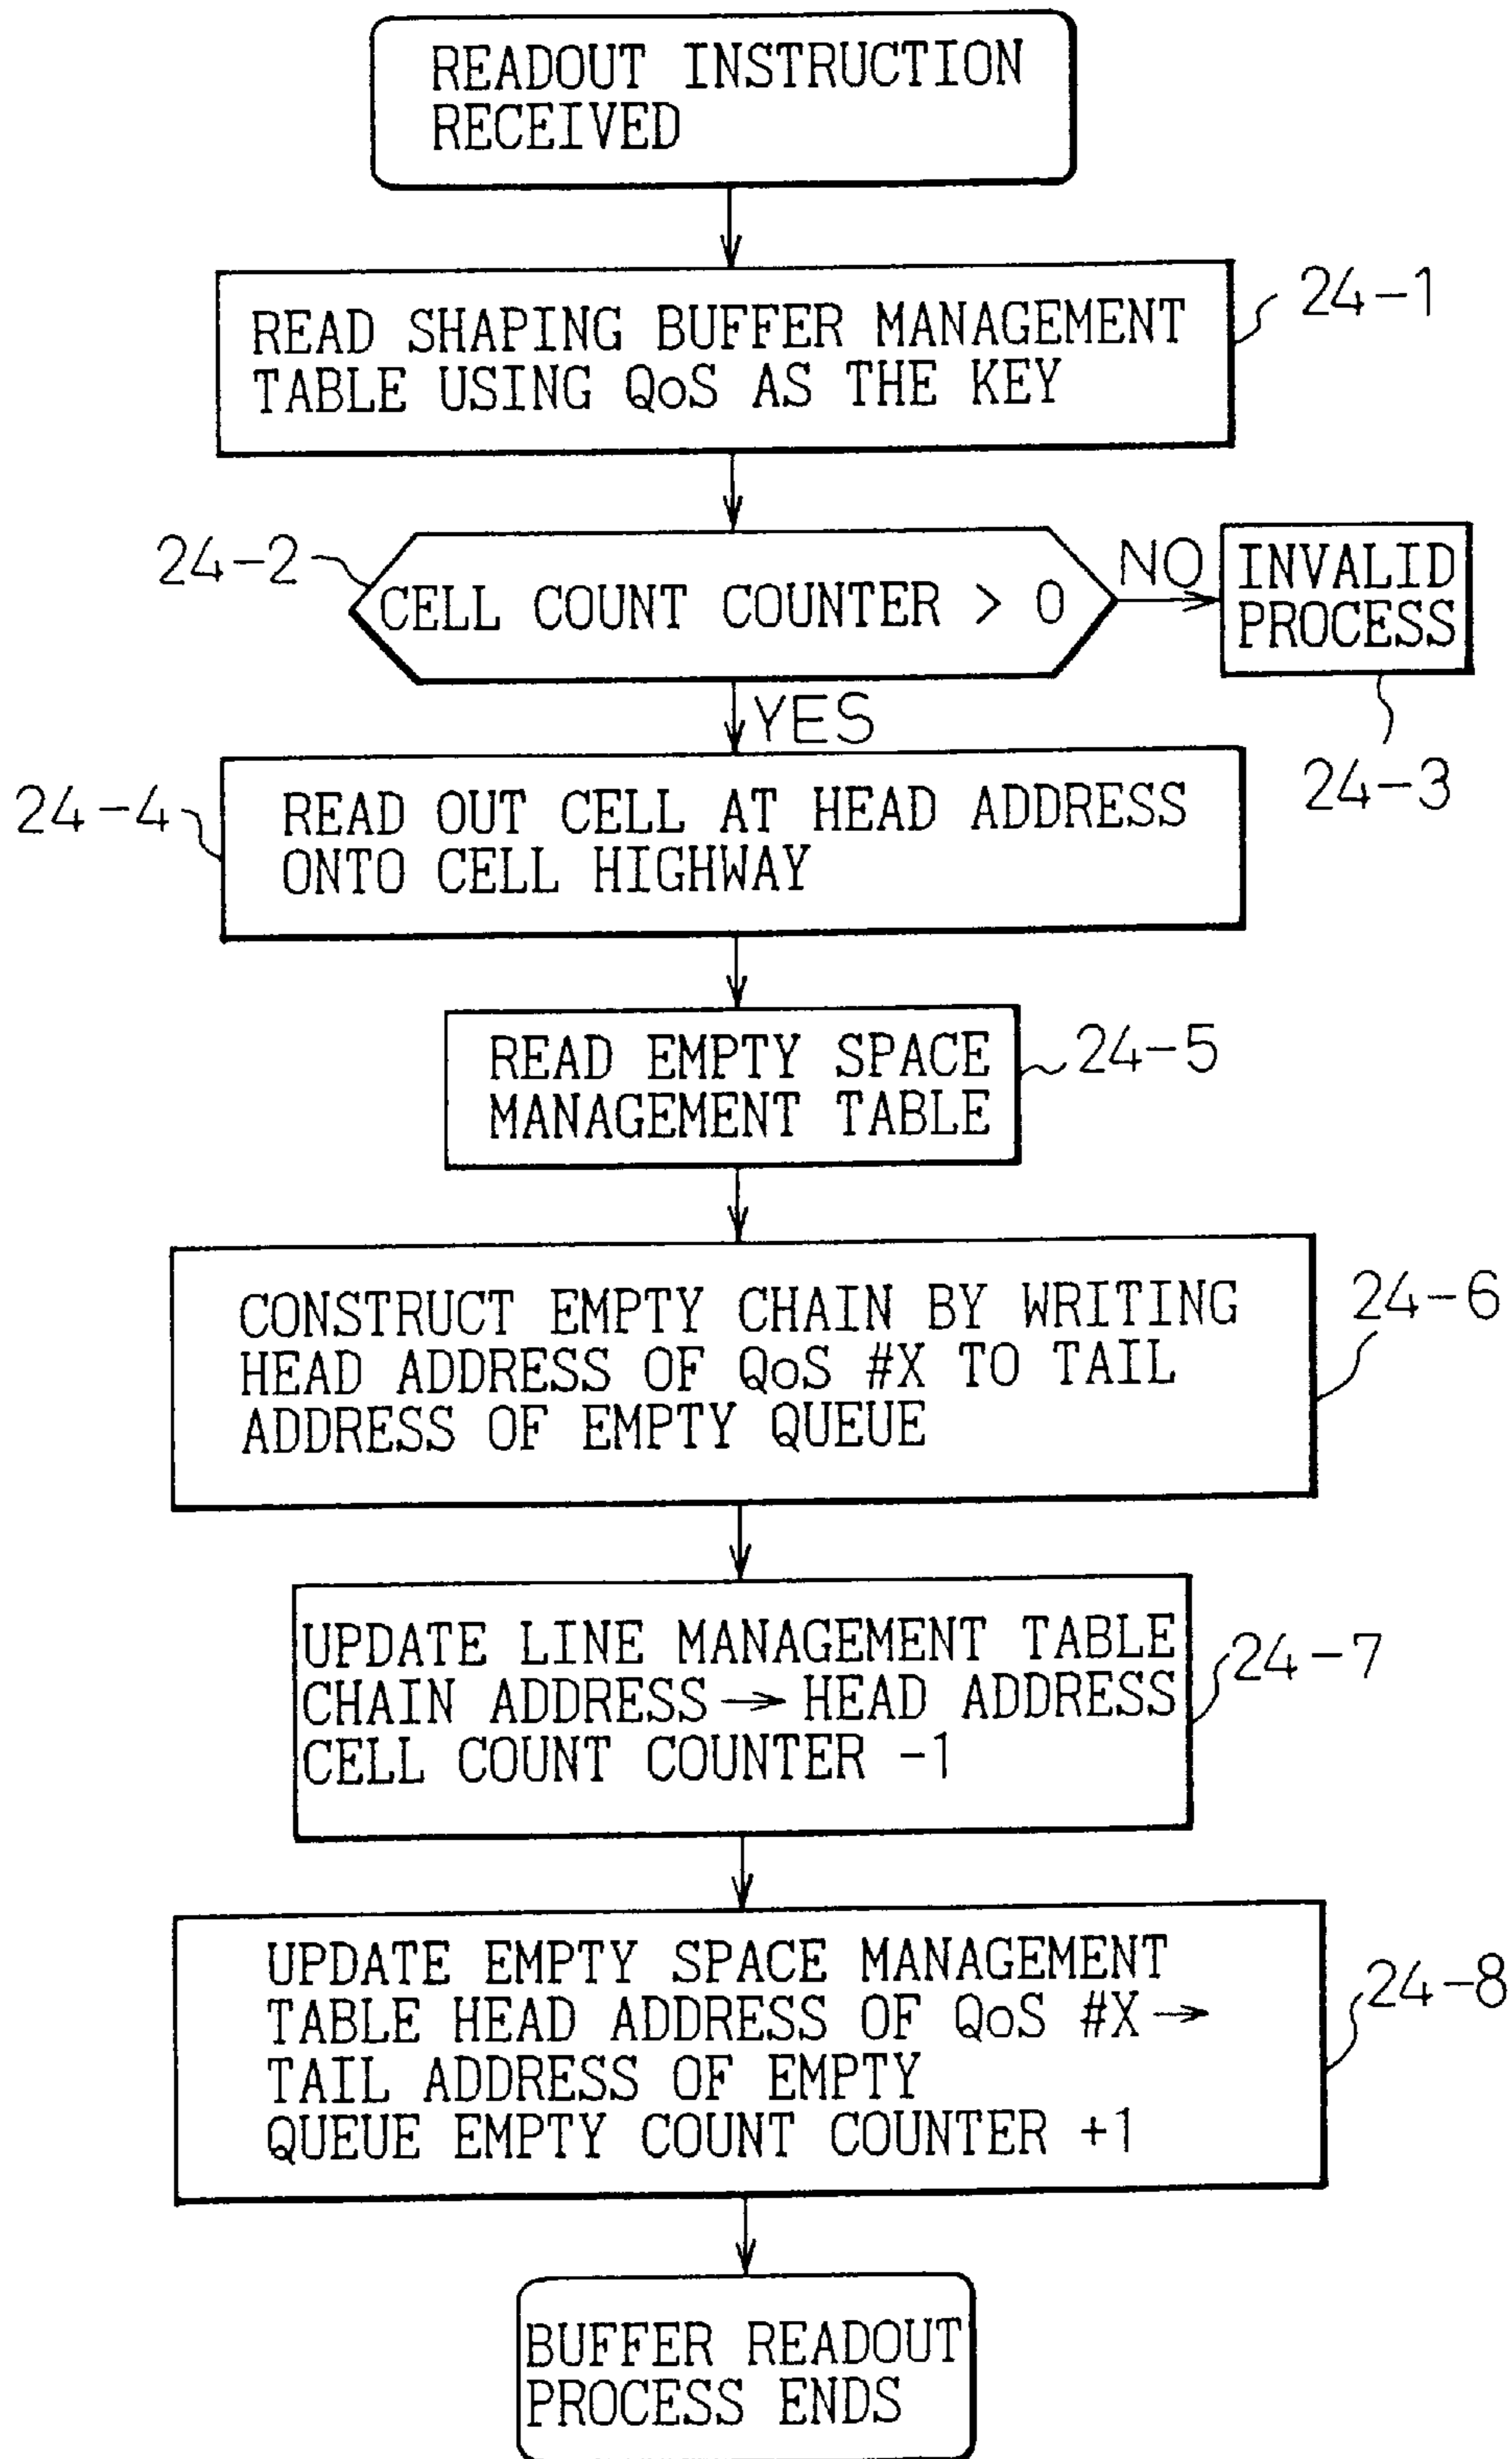 READOUT INSTRUCTION
RECEIVED
READ SHAPING BUFFER MANAGEMENT
TABLE USING QoS AS THE KEY
24-1
24-2
CELL COUNT COUNTER > 0
NO
INVALID
PROCESS
24-3
YES
24-4
READ OUT CELL AT HEAD ADDRESS
ONTO CELL HIGHWAY
READ EMPTY SPACE
MANAGEMENT TABLE
24-5
CONSTRUCT EMPTY CHAIN BY WRITING
HEAD ADDRESS OF QoS #X TO TAIL
ADDRESS OF EMPTY QUEUE
24-6
UPDATE LINE MANAGEMENT TABLE
CHAIN ADDRESS → HEAD ADDRESS
CELL COUNT COUNTER -1
24-7
UPDATE EMPTY SPACE MANAGEMENT
TABLE HEAD ADDRESS OF QoS #X →
TAIL ADDRESS OF EMPTY
QUEUE EMPTY COUNT COUNTER +1
24-8
BUFFER READOUT
PROCESS ENDS